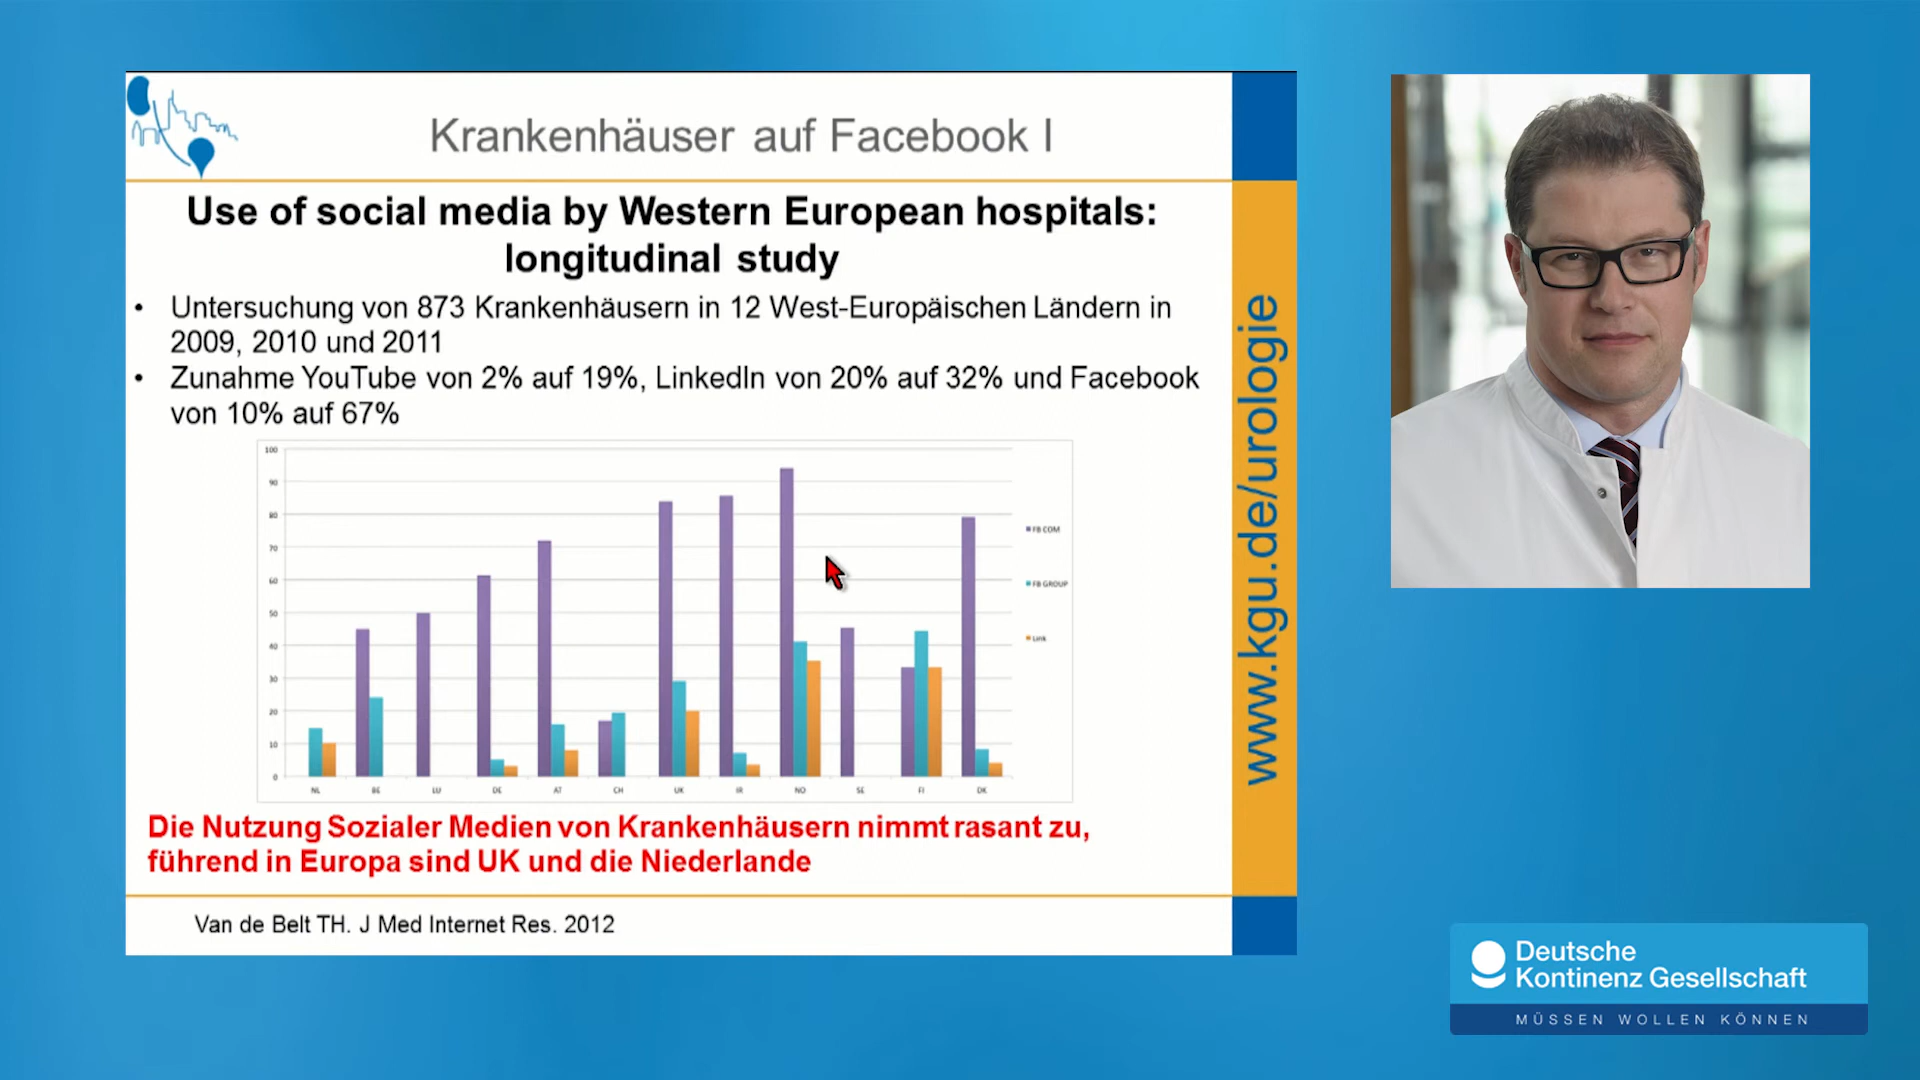 Krankenhäuser auf Facebook I
Use of social media by Western European hospitals:
longitudinal study
• Untersuchung von 873 Krankenhäusern in 12 West-Europäischen Ländern in
2009, 2010 und 2011
• Zunahme YouTube von 2% auf 19%, LinkedIn von 20% auf 32% und Facebook
von 10% auf 67%
100
90
80
70
60
50
40
30
20
10
0
NL BE LU DE AT CH UK IR NO SE FI DK
FB COM
FB GROUP
Link
Die Nutzung Sozialer Medien von Krankenhäusern nimmt rasant zu,
führend in Europa sind UK und die Niederlande
Van de Belt TH. J Med Internet Res. 2012
www.kgu.de/urologie
Deutsche
Kontinenz Gesellschaft
MÜSSEN WOLLEN KÖNNEN